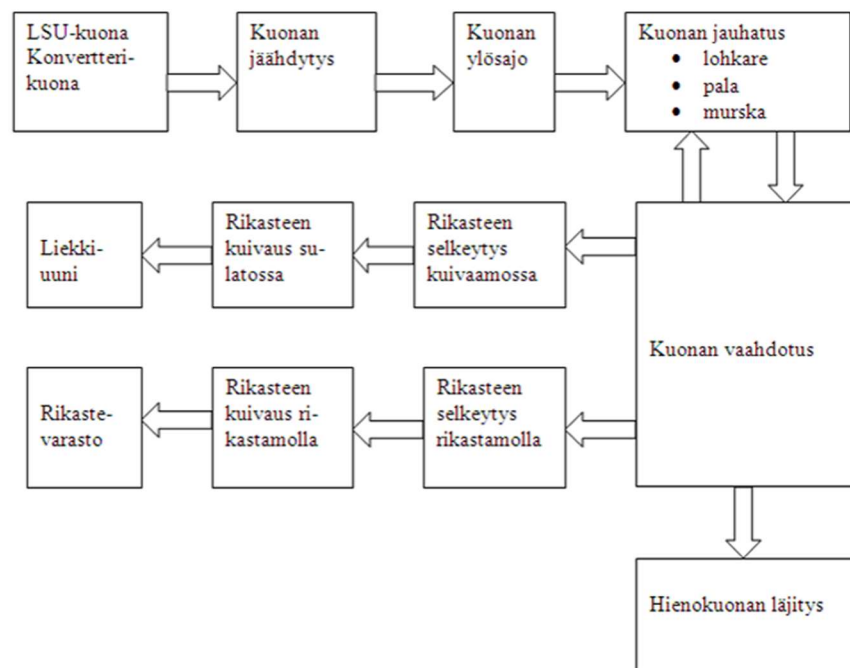 LSU-kuona
Konvertteri-
kuona
Kuonan
jäähdytys
Kuonan
ylösajo
Kuonan jauhatus
• lohkare
• pala
• murska
Liekki-
uuni
Rikasteen
kuivaus su-
latossa
Rikasteen
selkeytys
kuivaamossa
Kuonan vaahdotus
Rikaste-
varasto
Rikasteen
kuivaus ri-
kastamolla
Rikasteen
selkeytys
rikastamolla
Hienokuonan läjitys